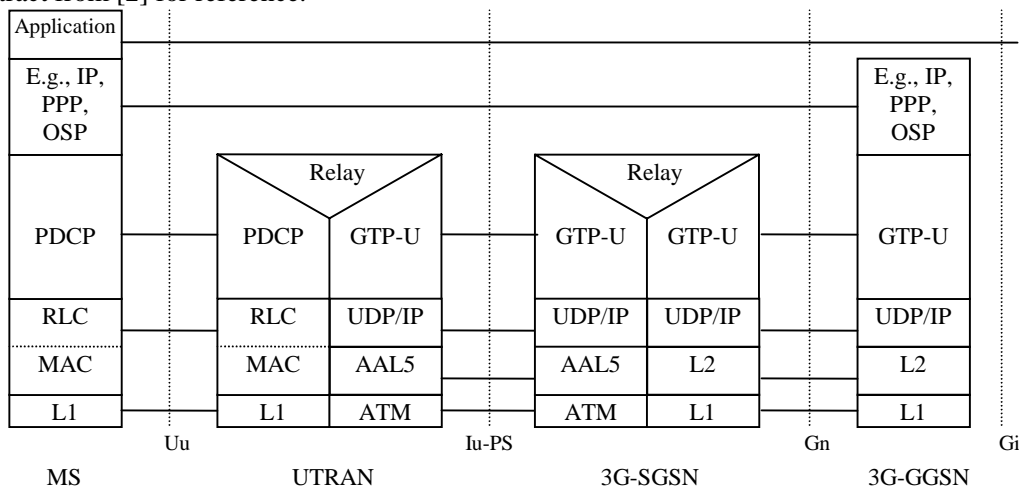 Application
E.g., IP,
PPP,
OSP
E.g., IP,
PPP,
OSP
Relay
Relay
PDCP
PDCP
GTP-U
GTP-U
GTP-U
GTP-U
RLC
RLC
UDP/IP
UDP/IP
UDP/IP
UDP/IP
MAC
MAC
AAL5
AAL5
L2
L2
L1
L1
ATM
ATM
L1
L1
Uu
Iu-PS
Gn
Gi
MS
UTRAN
3G-SGSN
3G-GGSN